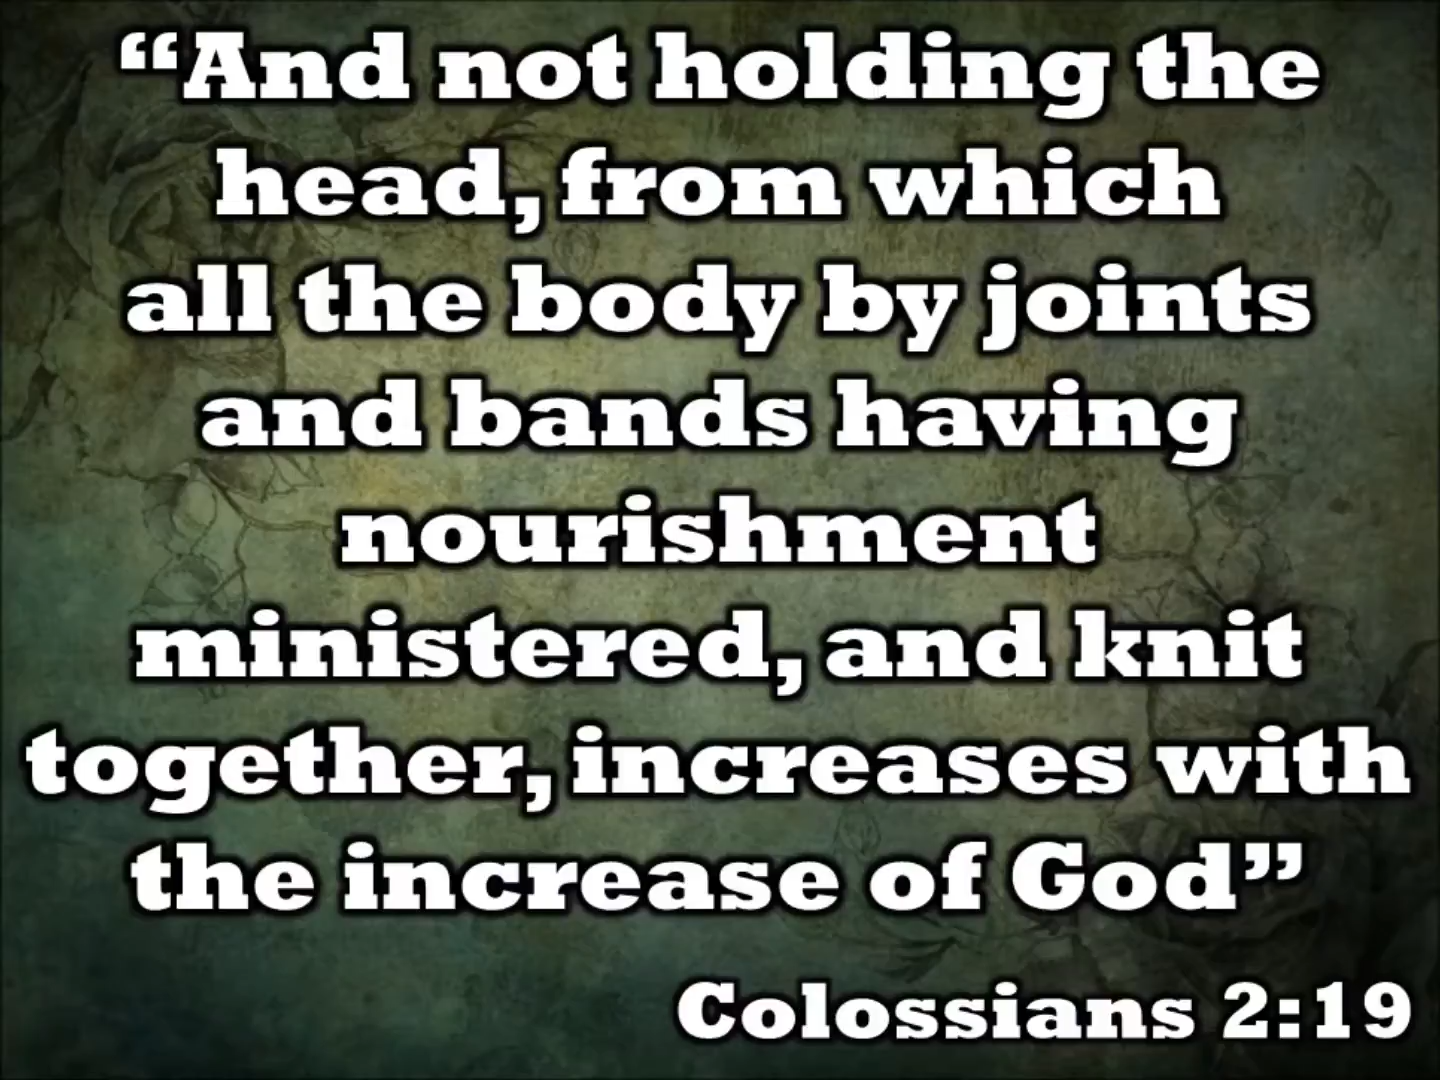 “And not holding the
head, from which
all the body by joints
and bands having
nourishment
ministered, and knit
together, increases with
the increase of God”
Colossians 2:19